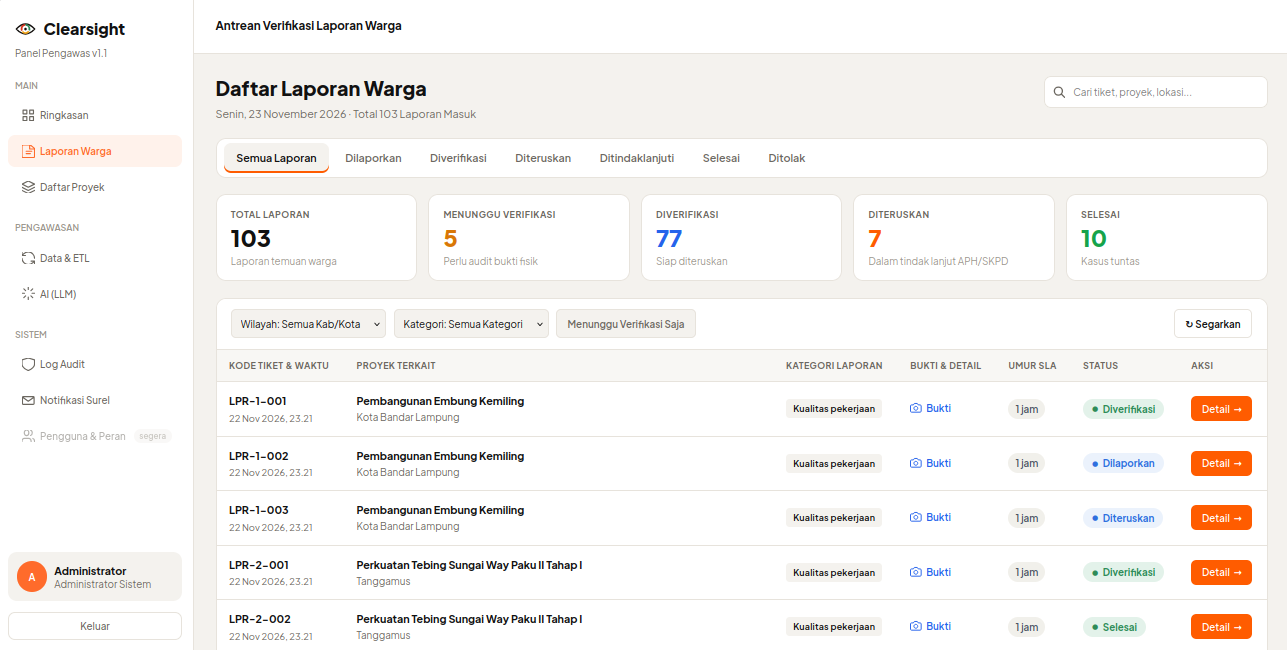 Clearsight
Panel Pengawas v1.1
MAIN
Ringkasan
Laporan Warga
Daftar Proyek
PENGAWASAN
Data & ETL
AI (LLM)
SISTEM
Log Audit
Notifikasi Surel
Pengguna & Peran segera
A Administrator
Administrator Sistem
Keluar
Antrean Verifikasi Laporan Warga
Daftar Laporan Warga
Senin, 23 November 2026 · Total 103 Laporan Masuk
Cari tiket, proyek, lokasi...
Semua Laporan Dilaporkan Diverifikasi Diteruskan Ditindaklanjuti Selesai Ditolak
TOTAL LAPORAN
103
Laporan temuan warga
MENUNGGU VERIFIKASI
5
Perlu audit bukti fisik
DIVERIFIKASI
77
Siap diteruskan
DITERUSKAN
7
Dalam tindak lanjut APH/SKPD
SELESAI
10
Kasus tuntas
Wilayah: Semua Kab/Kota Kategori: Semua Kategori Menunggu Verifikasi Saja ↻ Segarkan
KODE TIKET & WAKTU PROYEK TERKAIT KATEGORI LAPORAN BUKTI & DETAIL UMUR SLA STATUS AKSI
LPR-1-001 Pembangunan Embung Kemiling Kualitas pekerjaan Bukti 1 jam Diverifikasi Detail →
22 Nov 2026, 23.21 Kota Bandar Lampung
LPR-1-002 Pembangunan Embung Kemiling Kualitas pekerjaan Bukti 1 jam Dilaporkan Detail →
22 Nov 2026, 23.21 Kota Bandar Lampung
LPR-1-003 Pembangunan Embung Kemiling Kualitas pekerjaan Bukti 1 jam Diteruskan Detail →
22 Nov 2026, 23.21 Kota Bandar Lampung
LPR-2-001 Perkuatan Tebing Sungai Way Paku II Tahap I Kualitas pekerjaan Bukti 1 jam Diverifikasi Detail →
22 Nov 2026, 23.21 Tanggamus
LPR-2-002 Perkuatan Tebing Sungai Way Paku II Tahap I Kualitas pekerjaan Bukti 1 jam Selesai Detail →
22 Nov 2026, 23.21 Tanggamus